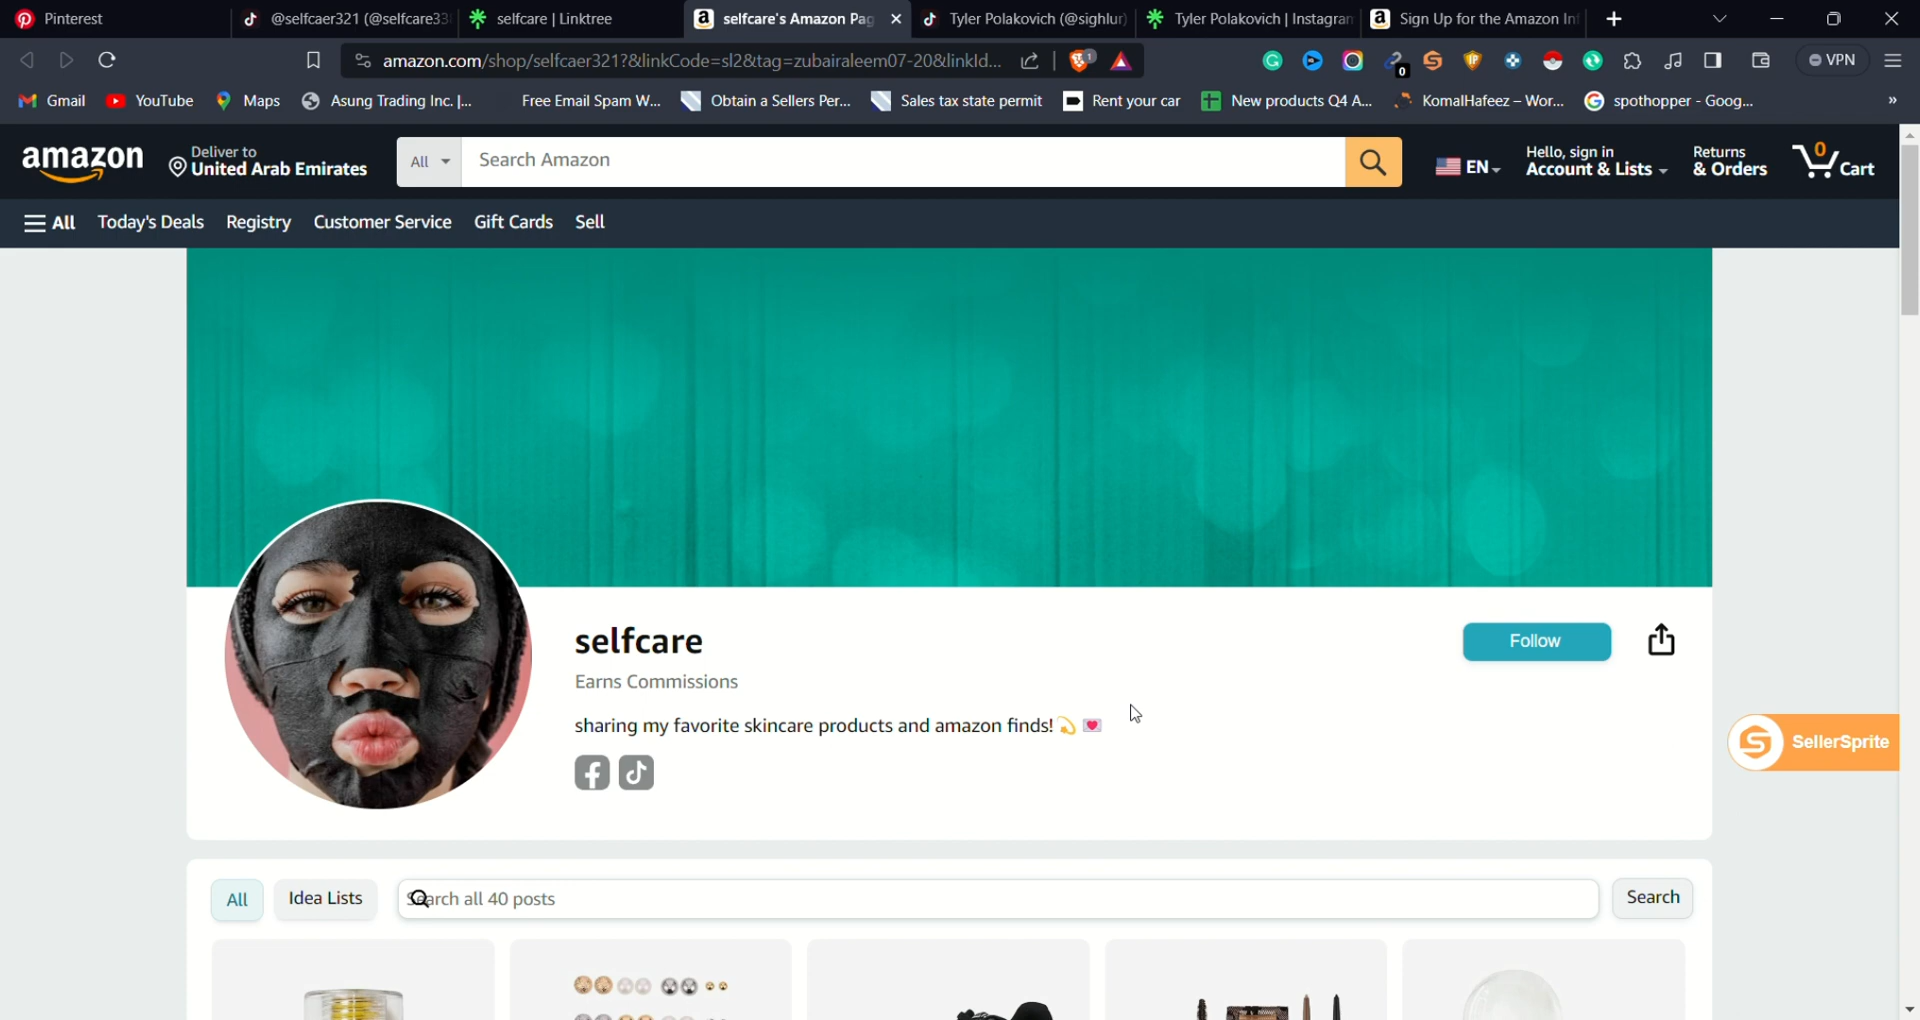 Pinterest
@selfcaer321 (@selfcare33
selfcare | Linktree
selfcare's Amazon Pag
Tyler Polakovich (@sighlur
Tyler Polakovich | Instagran
Sign Up for the Amazon In
amazon.com/shop/selfcaer321?&linkCode=sl2&tag=zubairaleem07-20&linkId...
1
0
VPN
Gmail
YouTube
Maps
Asung Trading Inc. |...
Free Email Spam W...
Obtain a Sellers Per...
Sales tax state permit
Rent your car
New products Q4 A...
KomalHafeez – Wor...
spothopper - Goog...
»
amazon
Deliver to
United Arab Emirates
All
Search Amazon
EN
Hello, sign in
Account & Lists
Returns
& Orders
0
Cart
All
Today's Deals
Registry
Customer Service
Gift Cards
Sell
selfcare
Follow
Earns Commissions
sharing my favorite skincare products and amazon finds! 💫 💌
SellerSprite
All
Idea Lists
Search all 40 posts
Search